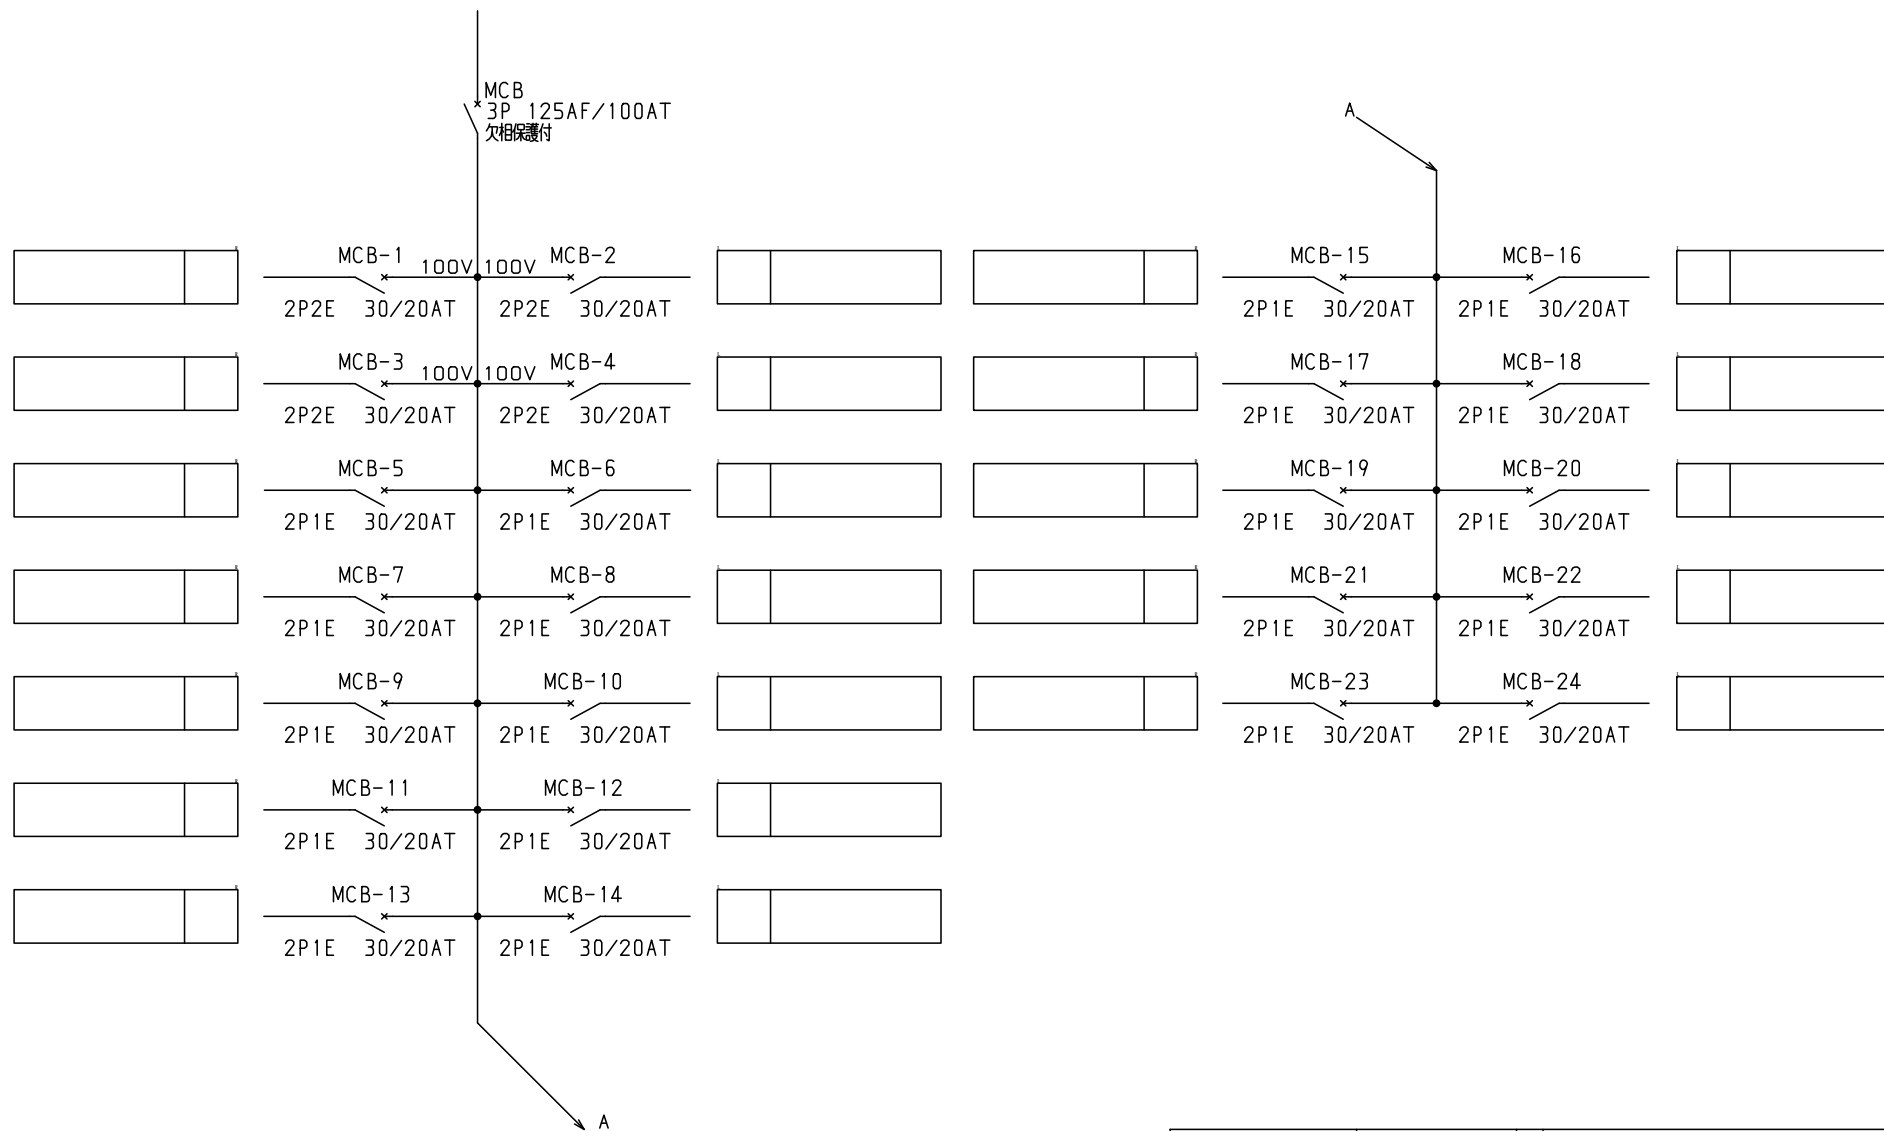 MCB
3P 125AF/100AT
欠相保護付
MCB-1 100V 100V MCB-2
2P2E 30/20AT 2P2E 30/20AT
MCB-3 100V 100V MCB-4
2P2E 30/20AT 2P2E 30/20AT
MCB-5 MCB-6
2P1E 30/20AT 2P1E 30/20AT
MCB-7 MCB-8
2P1E 30/20AT 2P1E 30/20AT
MCB-9 MCB-10
2P1E 30/20AT 2P1E 30/20AT
MCB-11 MCB-12
2P1E 30/20AT 2P1E 30/20AT
MCB-13 MCB-14
2P1E 30/20AT 2P1E 30/20AT
A
A
MCB-15 MCB-16
2P1E 30/20AT 2P1E 30/20AT
MCB-17 MCB-18
2P1E 30/20AT 2P1E 30/20AT
MCB-19 MCB-20
2P1E 30/20AT 2P1E 30/20AT
MCB-21 MCB-22
2P1E 30/20AT 2P1E 30/20AT
MCB-23 MCB-24
2P1E 30/20AT 2P1E 30/20AT